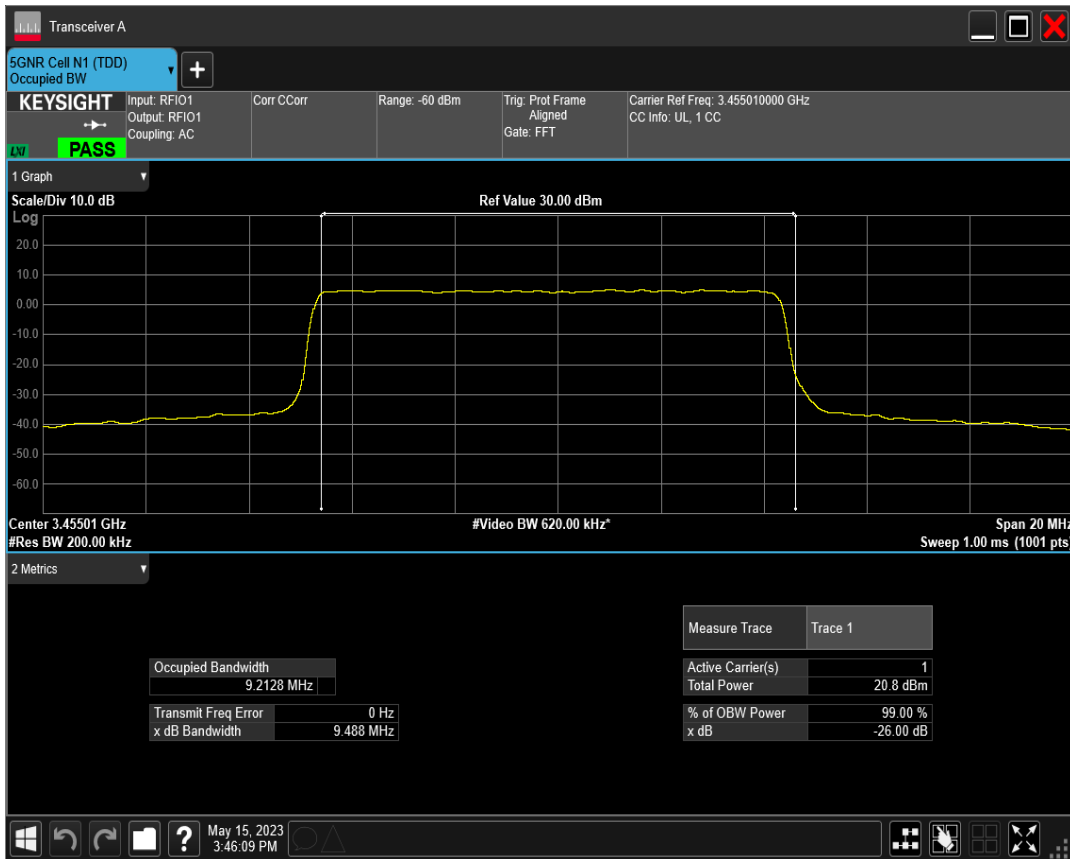 Transceiver A
5GNR Cell N1 (TDD)
Occupied BW
+
KEYSIGHT
LXI
PASS
Input: RFIO1
Output: RFIO1
Coupling: AC
Corr CCorr
Range: -60 dBm
Trig: Prot Frame
Aligned
Gate: FFT
Carrier Ref Freq: 3.455010000 GHz
CC Info: UL, 1 CC
1 Graph
Scale/Div 10.0 dB
Ref Value 30.00 dBm
Log
20.0
10.0
0.00
-10.0
-20.0
-30.0
-40.0
-50.0
-60.0
Center 3.45501 GHz
#Video BW 620.00 kHz*
Span 20 MHz
#Res BW 200.00 kHz
Sweep 1.00 ms (1001 pts)
2 Metrics
Measure Trace Trace 1
Occupied Bandwidth
9.2128 MHz
Active Carrier(s) 1
Total Power 20.8 dBm
Transmit Freq Error 0 Hz
x dB Bandwidth 9.488 MHz
% of OBW Power 99.00 %
x dB -26.00 dB
?
May 15, 2023
3:46:09 PM